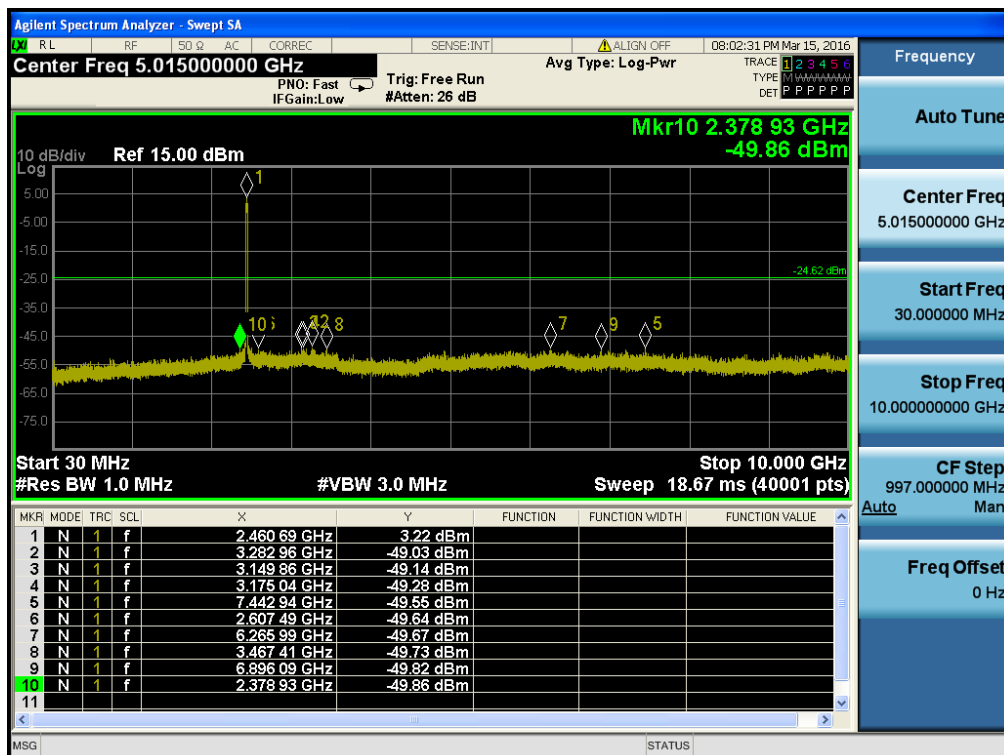 Agilent Spectrum Analyzer - Swept SA
LXI RL RF 50 Ω AC CORREC SENSE:INT ALIGN OFF 08:02:31 PM Mar 15, 2016
Center Freq 5.015000000 GHz
PNO: Fast
IFGain:Low
Trig: Free Run
#Atten: 26 dB
Avg Type: Log-Pwr
TRACE 1 2 3 4 5 6
TYPE
DET P P P P P P
Mkr10 2.378 93 GHz
-49.86 dBm
10 dB/div Ref 15.00 dBm
Log
5.00
-5.00
-15.0
-25.0
-35.0
-45.0
-55.0
-65.0
-75.0
1
-24.62 dBm
10 2 8 7 9 5
Start 30 MHz Stop 10.000 GHz
#Res BW 1.0 MHz #VBW 3.0 MHz Sweep 18.67 ms (40001 pts)
MKR MODE TRC SCL X Y FUNCTION FUNCTION WIDTH FUNCTION VALUE
1 N 1 f 2.460 69 GHz 3.22 dBm
2 N 1 f 3.282 96 GHz -49.03 dBm
3 N 1 f 3.149 86 GHz -49.14 dBm
4 N 1 f 3.175 04 GHz -49.28 dBm
5 N 1 f 7.442 94 GHz -49.55 dBm
6 N 1 f 2.607 49 GHz -49.64 dBm
7 N 1 f 6.265 99 GHz -49.67 dBm
8 N 1 f 3.467 41 GHz -49.73 dBm
9 N 1 f 6.896 09 GHz -49.82 dBm
10 N 1 f 2.378 93 GHz -49.86 dBm
11
MSG STATUS
Frequency
Auto Tune
Center Freq
5.015000000 GHz
Start Freq
30.000000 MHz
Stop Freq
10.000000000 GHz
CF Step
997.000000 MHz
Auto Man
Freq Offset
0 Hz